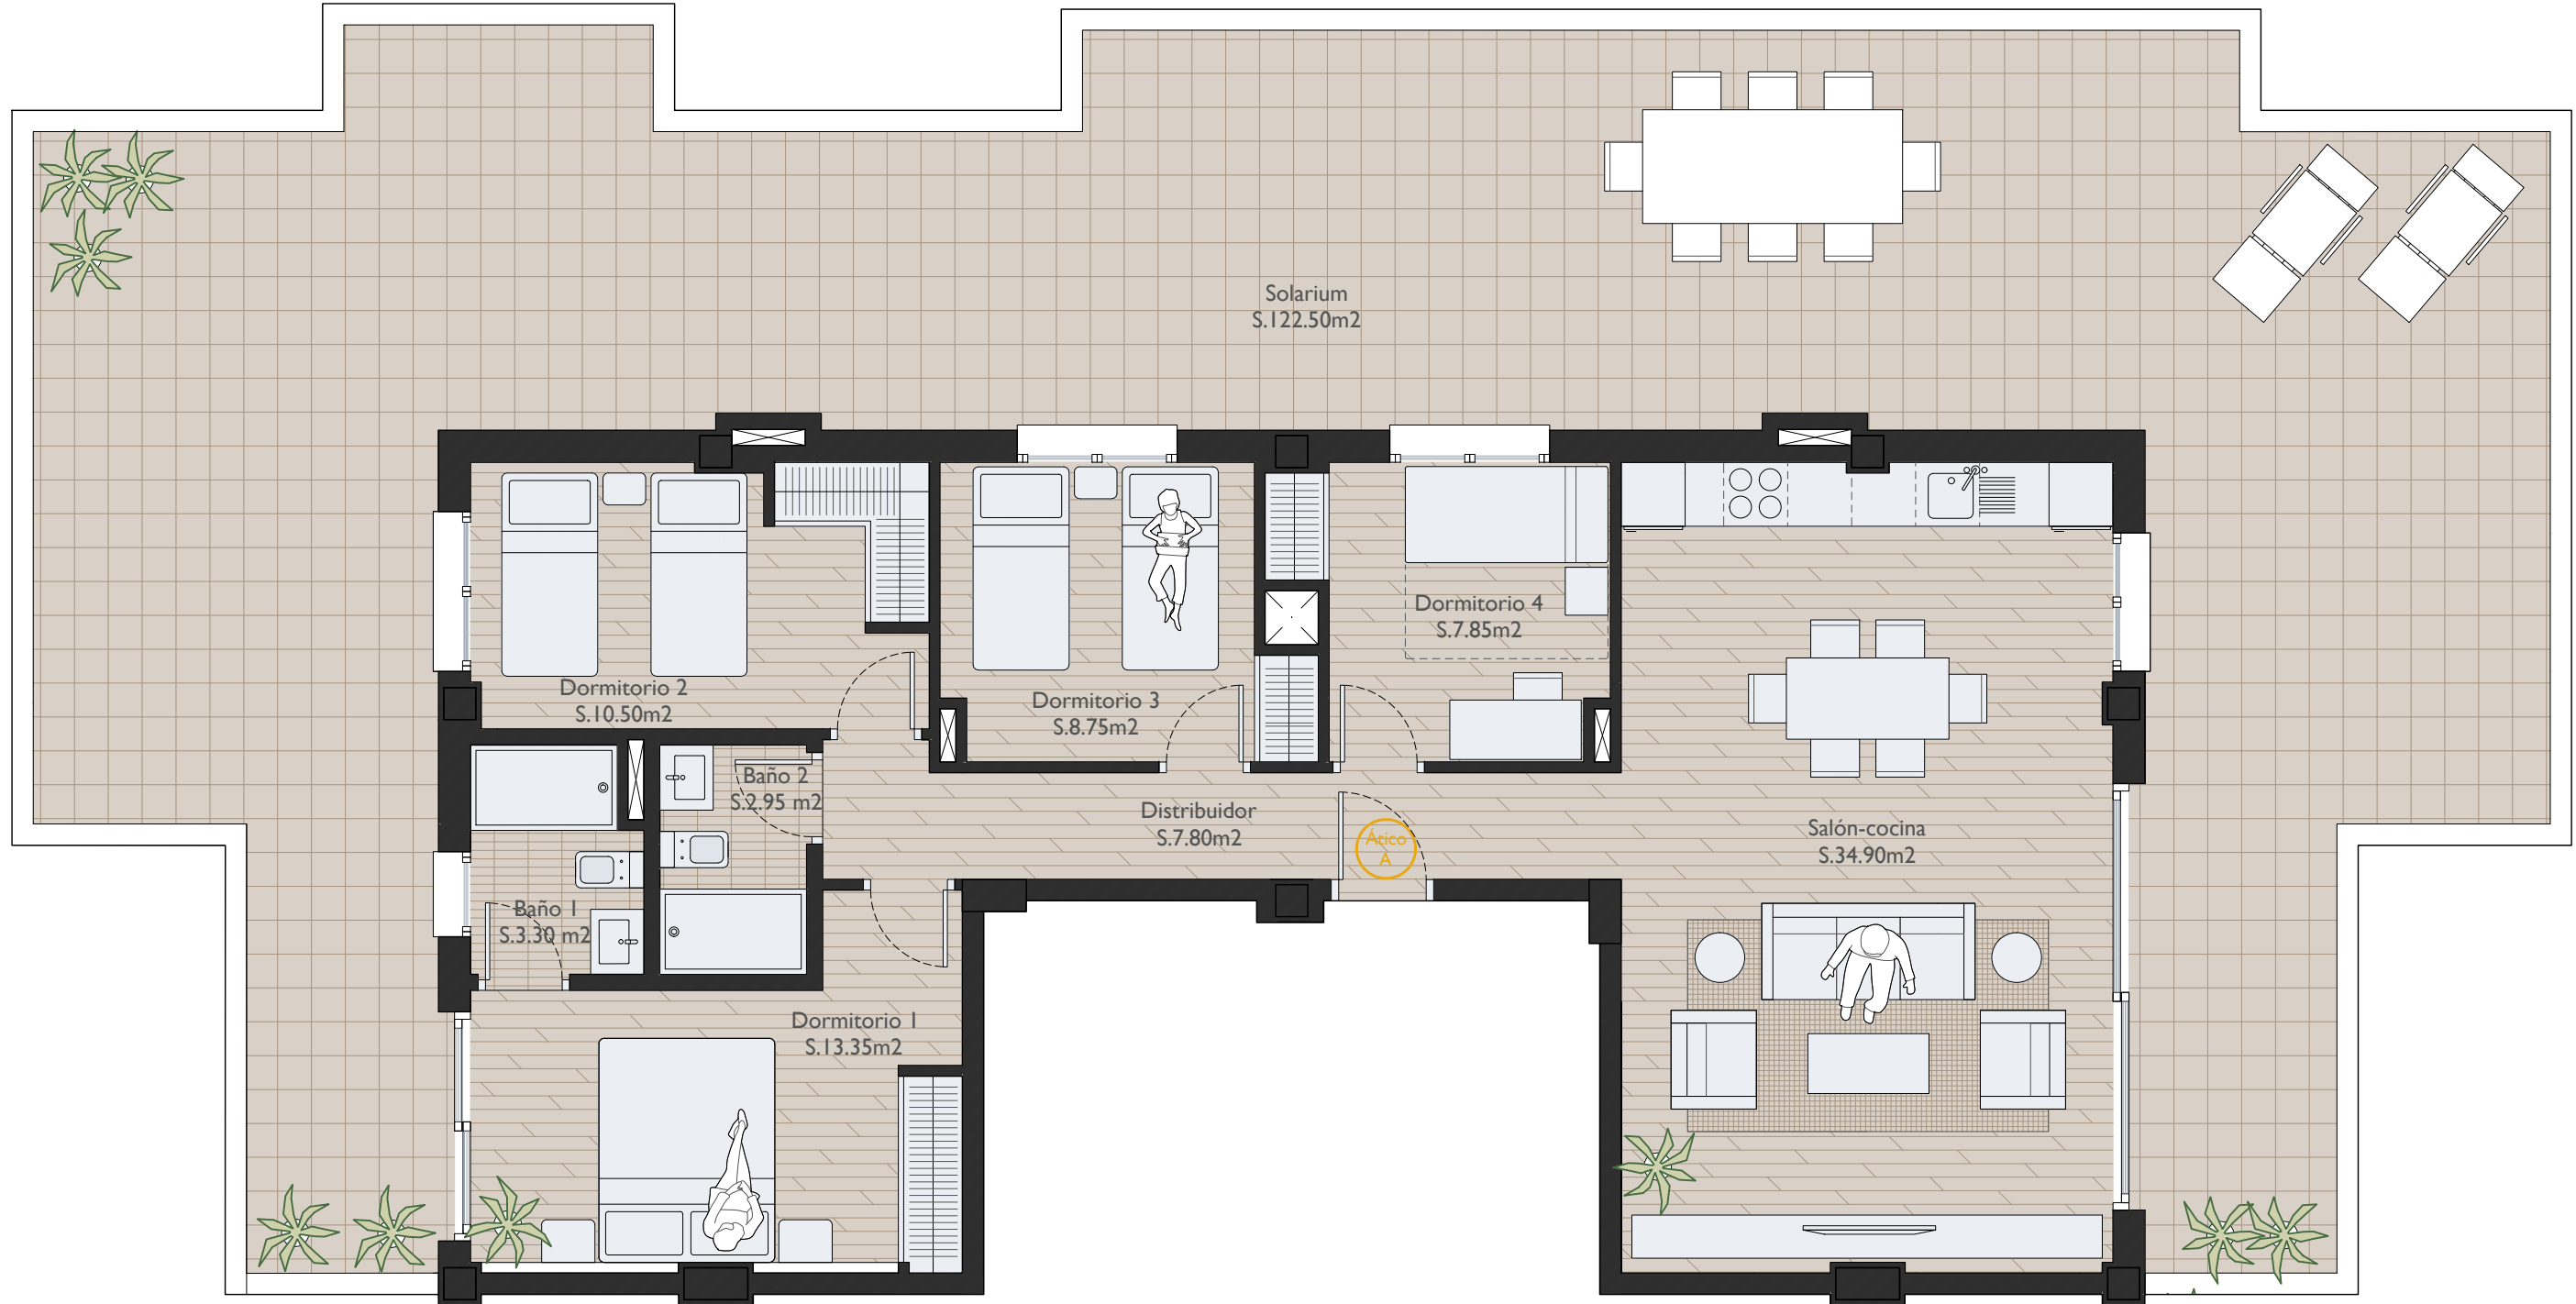 Solarium
S.122.50m2
Dormitorio 4
S.7.85m2
Dormitorio 2
S.10.50m2
Dormitorio 3
S.8.75m2
Baño 2
S.2.95 m2
Distribuidor
S.7.80m2
Ático
A
Salón-cocina
S.34.90m2
Baño 1
S.3.30 m2
Dormitorio 1
S.13.35m2